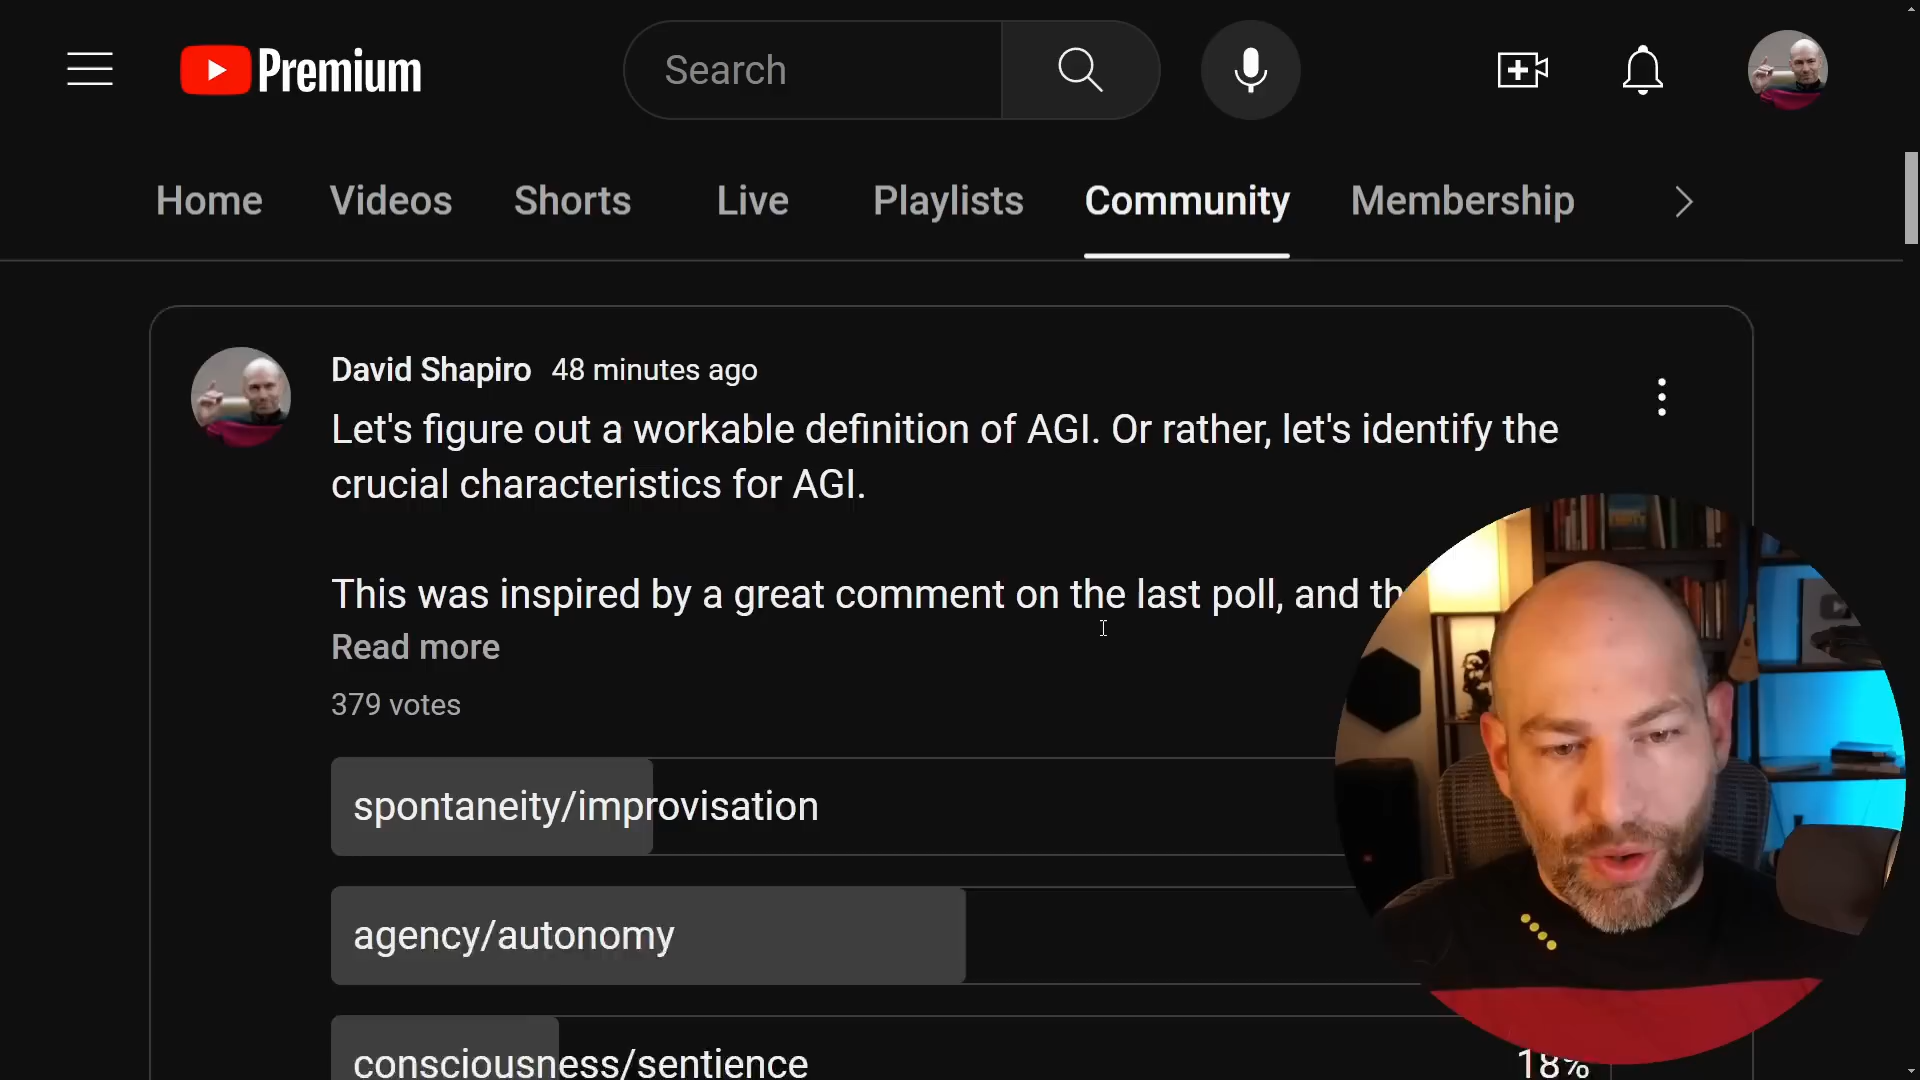 Premium
Search
Home Videos Shorts Live Playlists Community Membership
David Shapiro 48 minutes ago
Let's figure out a workable definition of AGI. Or rather, let's identify the
crucial characteristics for AGI.
This was inspired by a great comment on the last poll, and
Read more
379 votes
spontaneity/improvisation
agency/autonomy
consciousness/sentience
18%